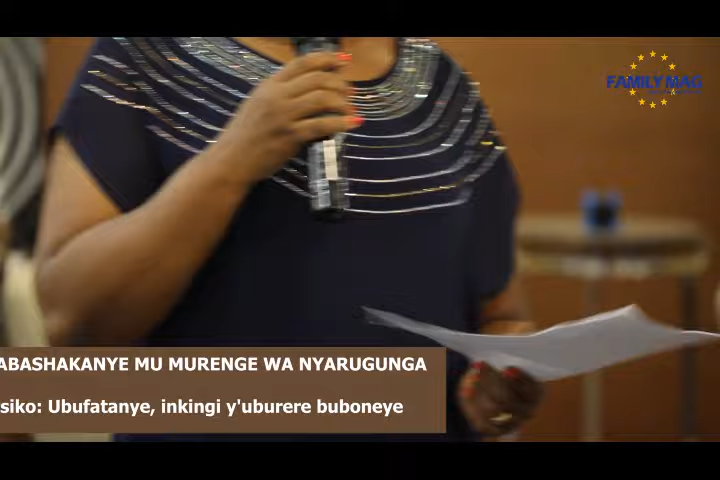 FAMILY MAG
ABASHAKANYE MU MURENGE WA NYARUGUNGA
siko: Ubufatanye, inkingi y'uburere buboneye